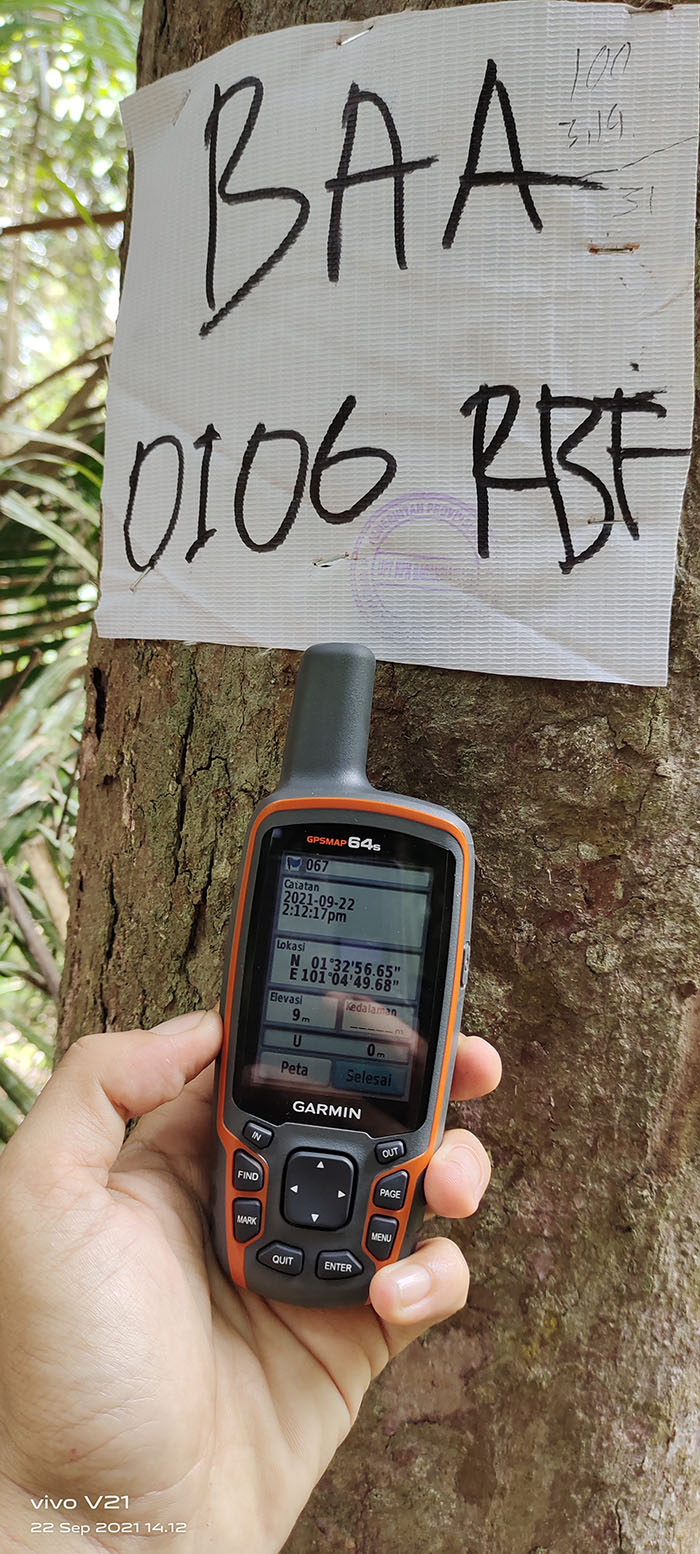 BAA
100
3,19
31
0106 RBF
GPSMAP 64s
067
Catatan
2021-09-22
2:12:17pm
Lokasi
N 01°32'56.65"
E 101°04'49.68"
Elevasi
Kedalaman
9m
_____m
U 0m
Peta
Selesai
GARMIN
IN
OUT
FIND
PAGE
MARK
MENU
QUIT
ENTER
vivo V21
22 Sep 2021 14.12